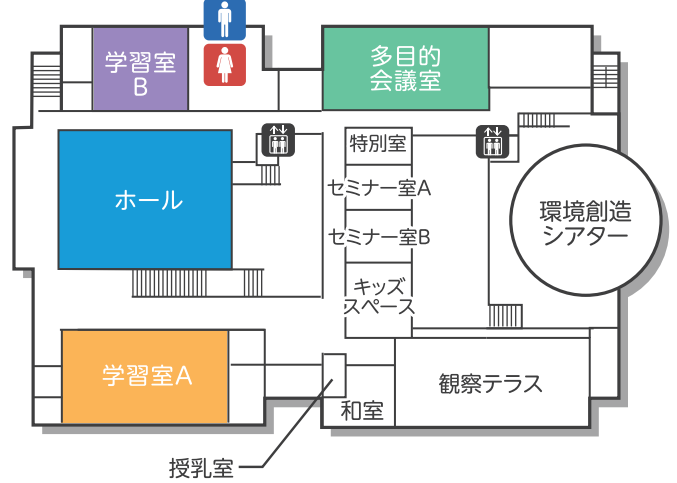 学習室
B
多目的
会議室
特別室
ホール
セミナー室A
環境創造
シアター
セミナー室B
キッズ
スペース
学習室A
観察テラス
和室
授乳室